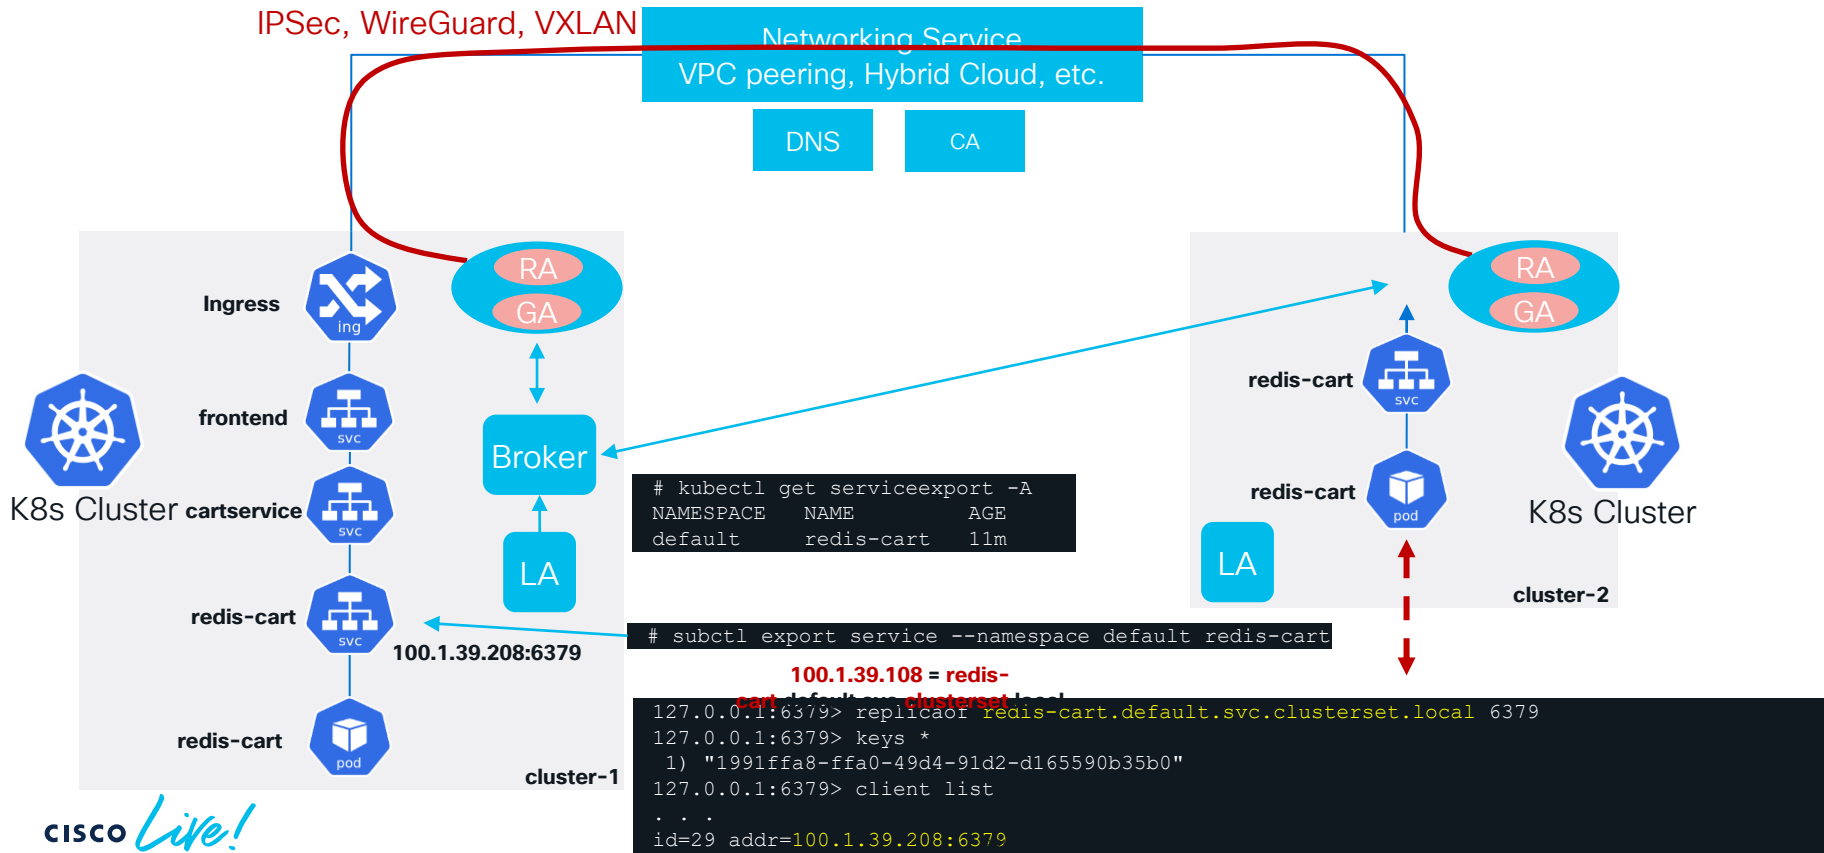 IPSec, WireGuard, VXLAN
Networking Service
VPC peering, Hybrid Cloud, etc.
DNS
CA
RA
GA
Ingress
ing
frontend
svc
K8s Cluster
cartservice
svc
Broker
LA
redis-cart
svc
100.1.39.208:6379
redis-cart
pod
cluster-1
# kubectl get serviceexport -A
NAMESPACE NAME AGE
default redis-cart 11m
# subctl export service --namespace default redis-cart
100.1.39.108 = redis-
cart.default.svc.clusterset.local
127.0.0.1:6379> replicaof redis-cart.default.svc.clusterset.local 6379
127.0.0.1:6379> keys *
1) "1991ffa8-ffa0-49d4-91d2-d165590b35b0"
127.0.0.1:6379> client list
. . .
id=29 addr=100.1.39.208:6379
RA
GA
redis-cart
svc
redis-cart
pod
K8s Cluster
LA
cluster-2
CISCO Live!